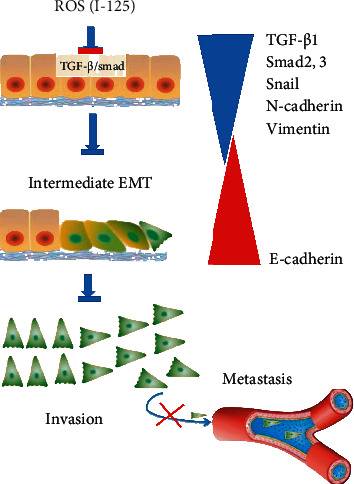 ROS (I-125)
TGF-β/smad
TGF-β1
Smad2, 3
Snail
N-cadherin
Vimentin
Intermediate EMT
E-cadherin
Metastasis
Invasion